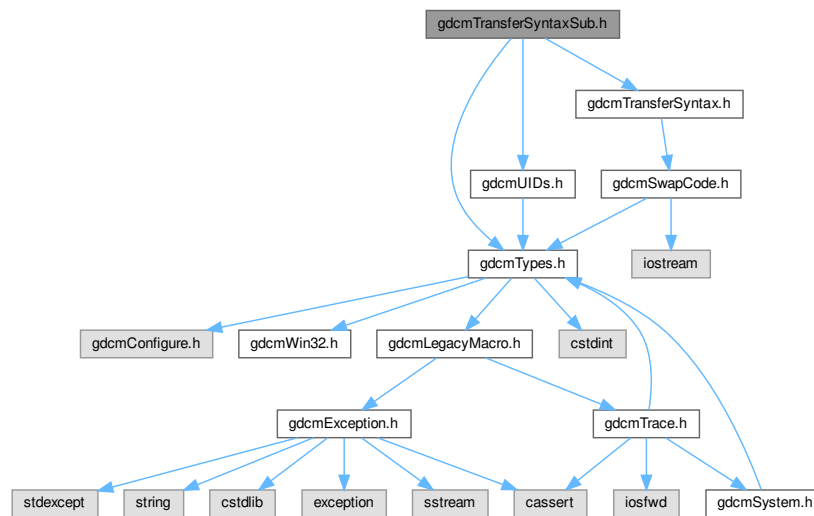 gdcmTransferSyntaxSub.h
gdcmTransferSyntax.h
gdcmUIDs.h
gdcmSwapCode.h
gdcmTypes.h
iostream
gdcmConfigure.h
gdcmWin32.h
gdcmLegacyMacro.h
cstdint
gdcmException.h
gdcmTrace.h
stdexcept
string
cstdlib
exception
sstream
cassert
iosfwd
gdcmSystem.h